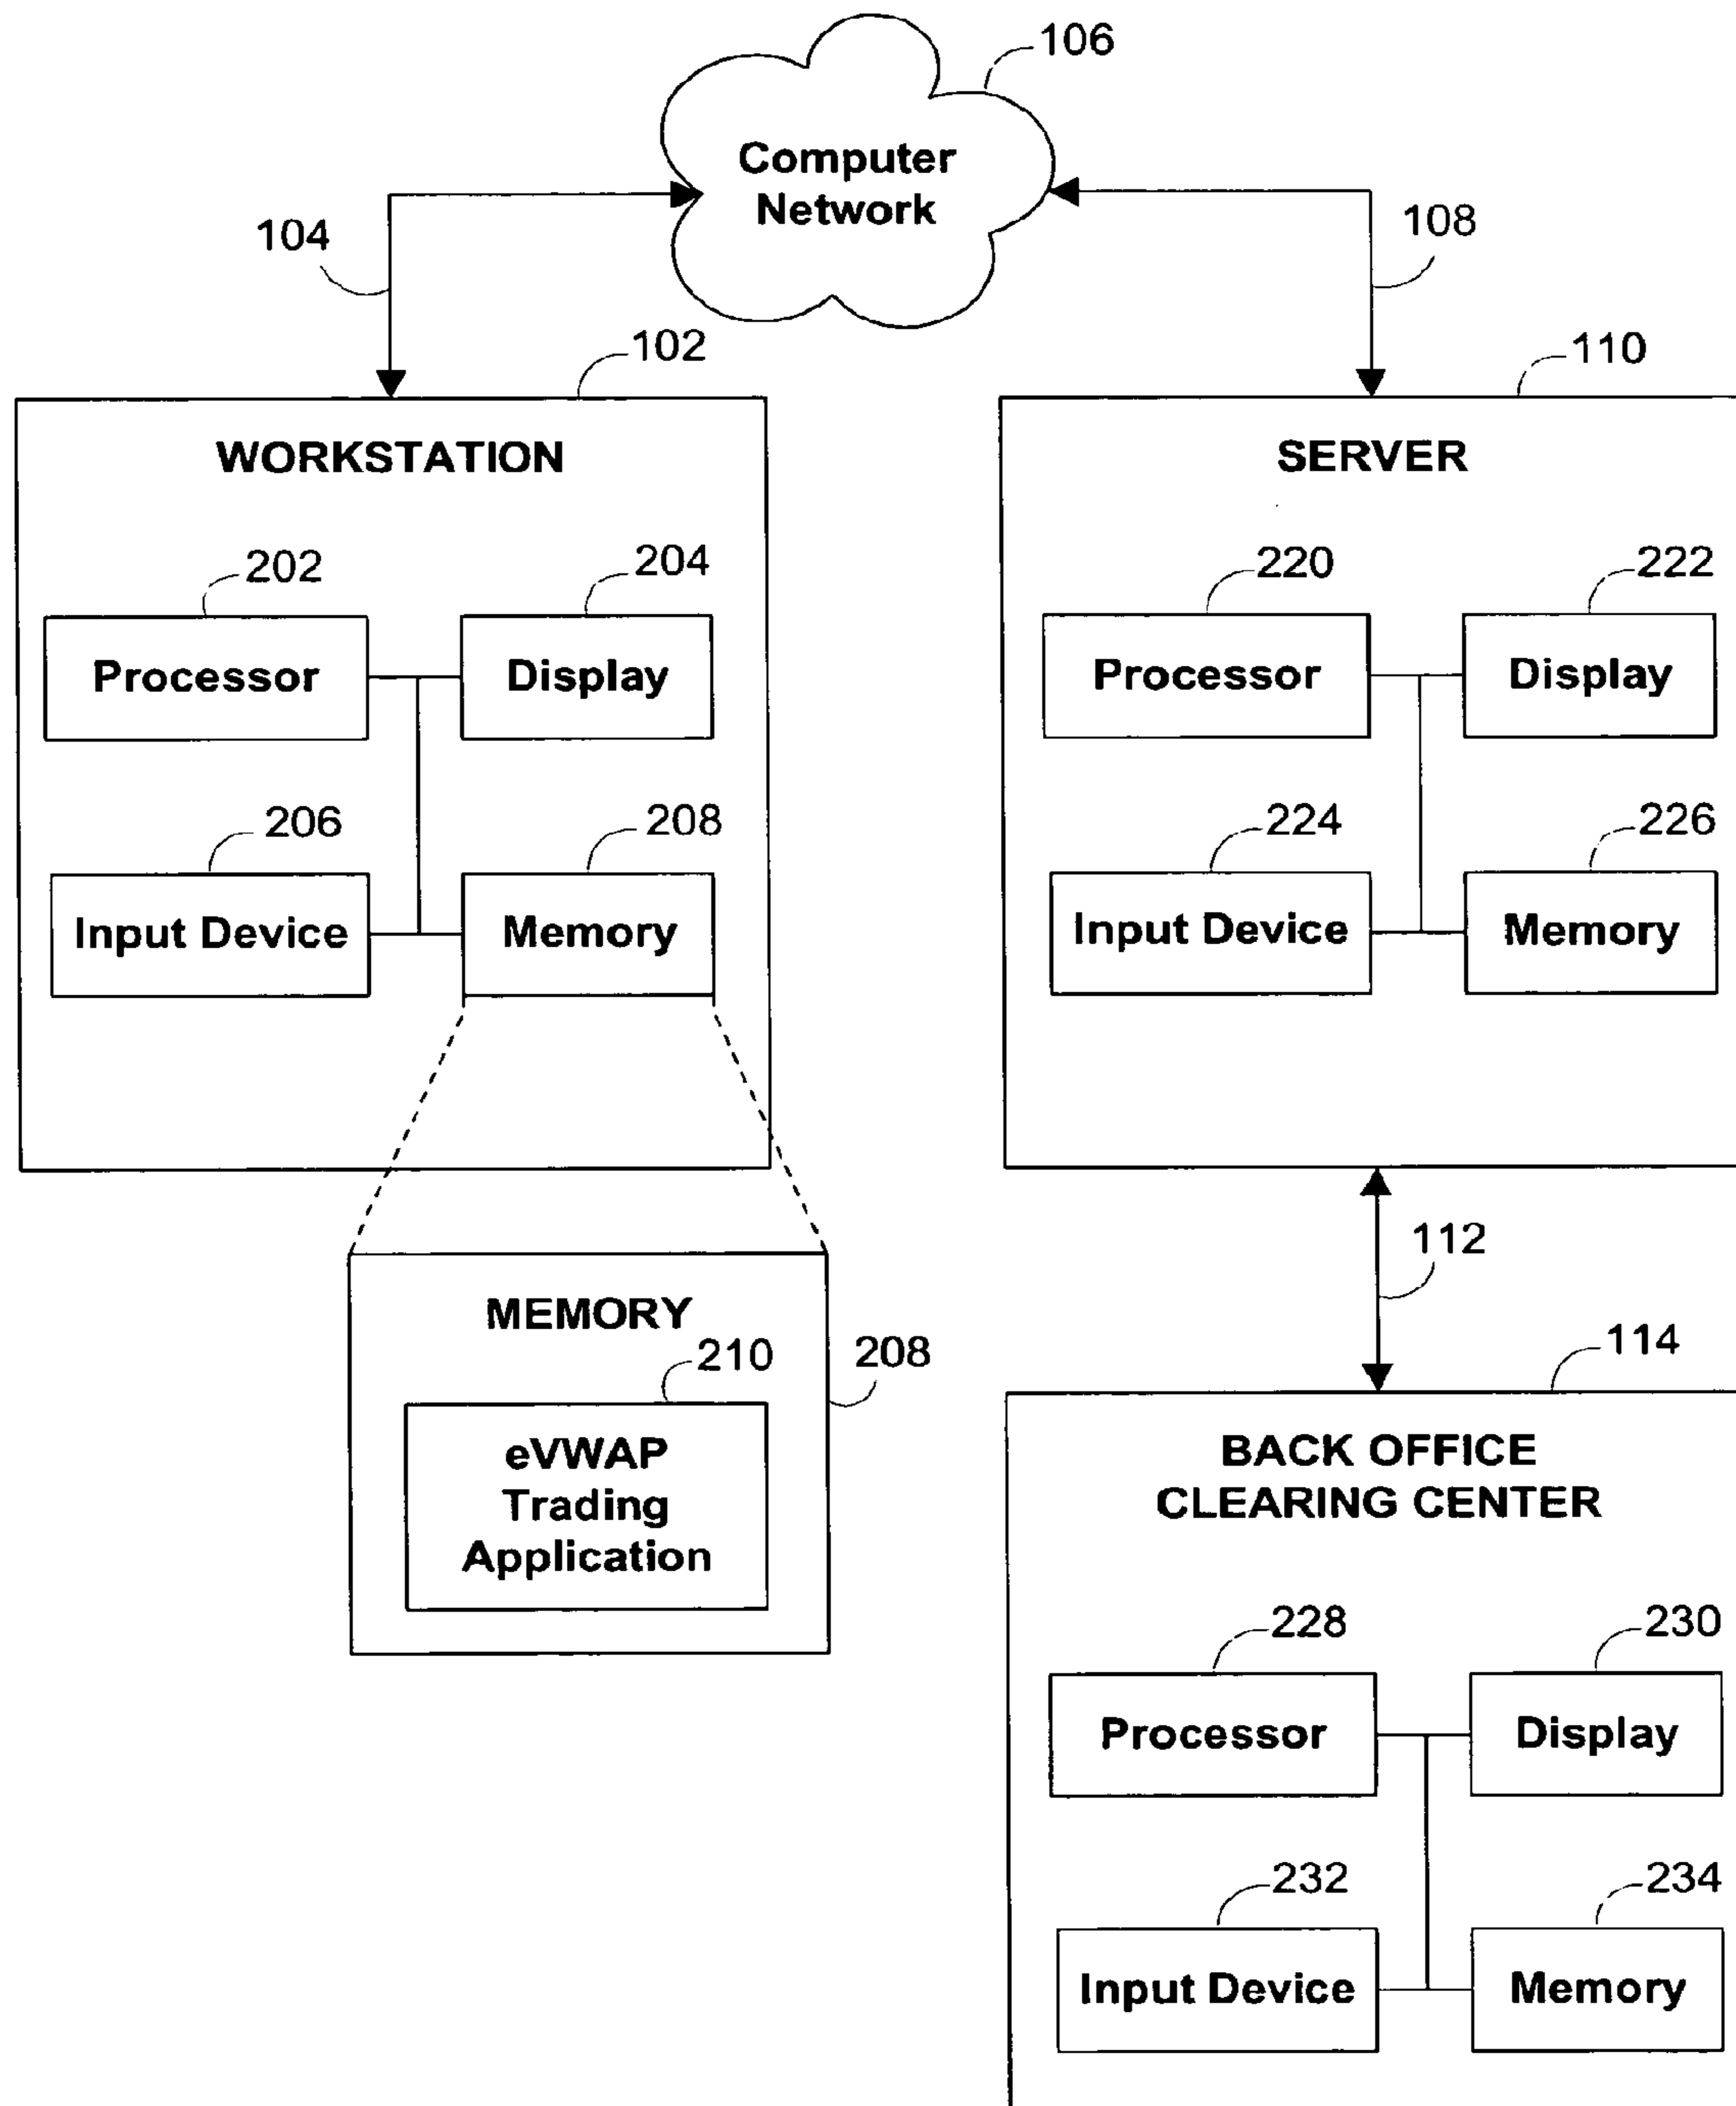 106
Computer
Network
104
108
102
110
WORKSTATION
SERVER
202
204
220
222
Processor
Display
Processor
Display
206
208
224
226
Input Device
Memory
Input Device
Memory
112
MEMORY
210
208
114
eVWAP
Trading
Application
BACK OFFICE
CLEARING CENTER
228
230
Processor
Display
232
234
Input Device
Memory